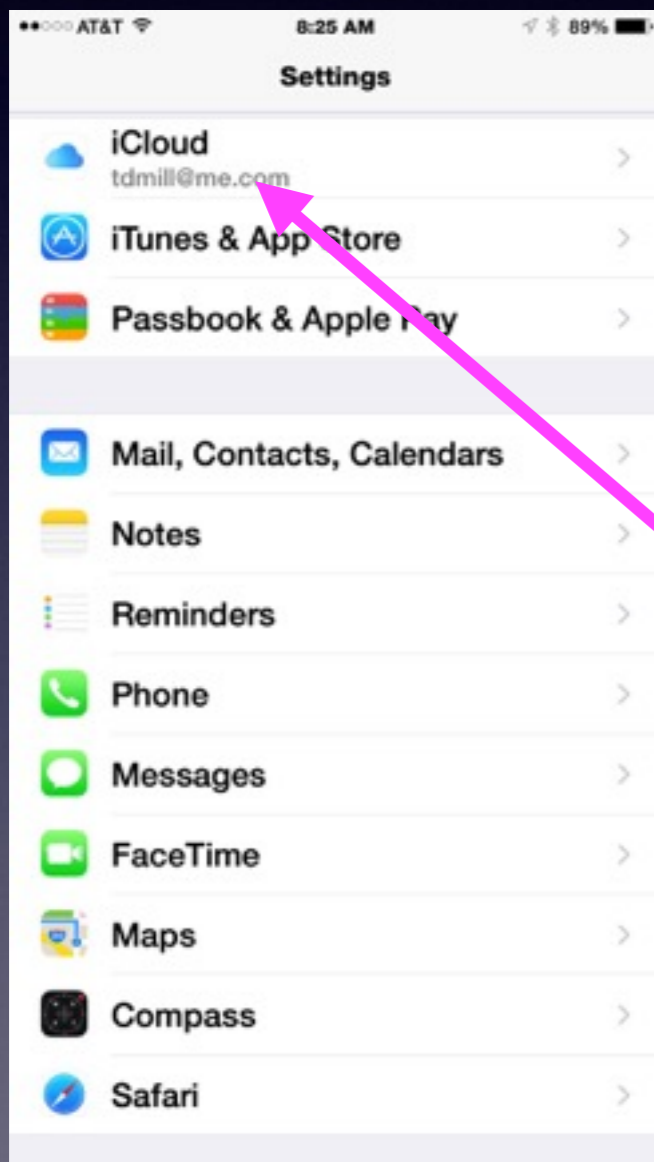 AT&T 8:25 AM 89%
Settings
iCloud
tdmill@me.com
iTunes & App Store
Passbook & Apple Pay
Mail, Contacts, Calendars
Notes
Reminders
Phone
Messages
FaceTime
Maps
Compass
Safari